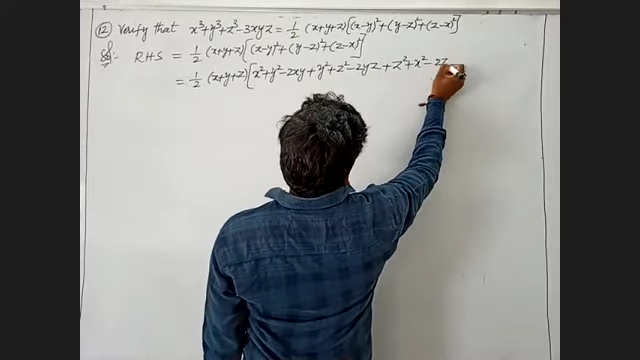 (12) Verify that x³+y³+z³-3xyz = 1/2 (x+y+z)[(x-y)²+(y-z)²+(z-x)²]
Sol:- RHS = 1/2 (x+y+z)[(x-y)²+(y-z)²+(z-x)²]
= 1/2 (x+y+z)[x²+y²-2xy+y²+z²-2yz+z²+x²-2z